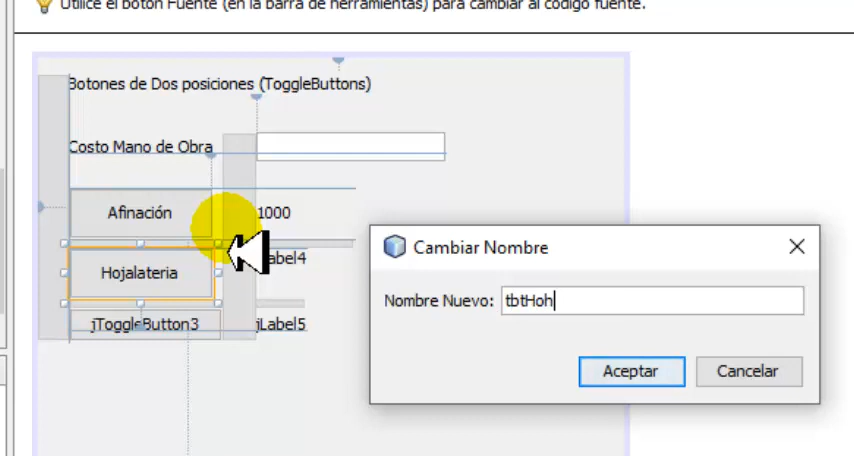 Utilice el botón Fuente (en la barra de herramientas) para cambiar al código fuente.
Botones de Dos posiciones (ToggleButtons)
Costo Mano de Obra
Afinación
1000
Hojalateria
abel4
jToggleButton3
jLabel5
Cambiar Nombre
Nombre Nuevo:
tbtHoh
Aceptar
Cancelar